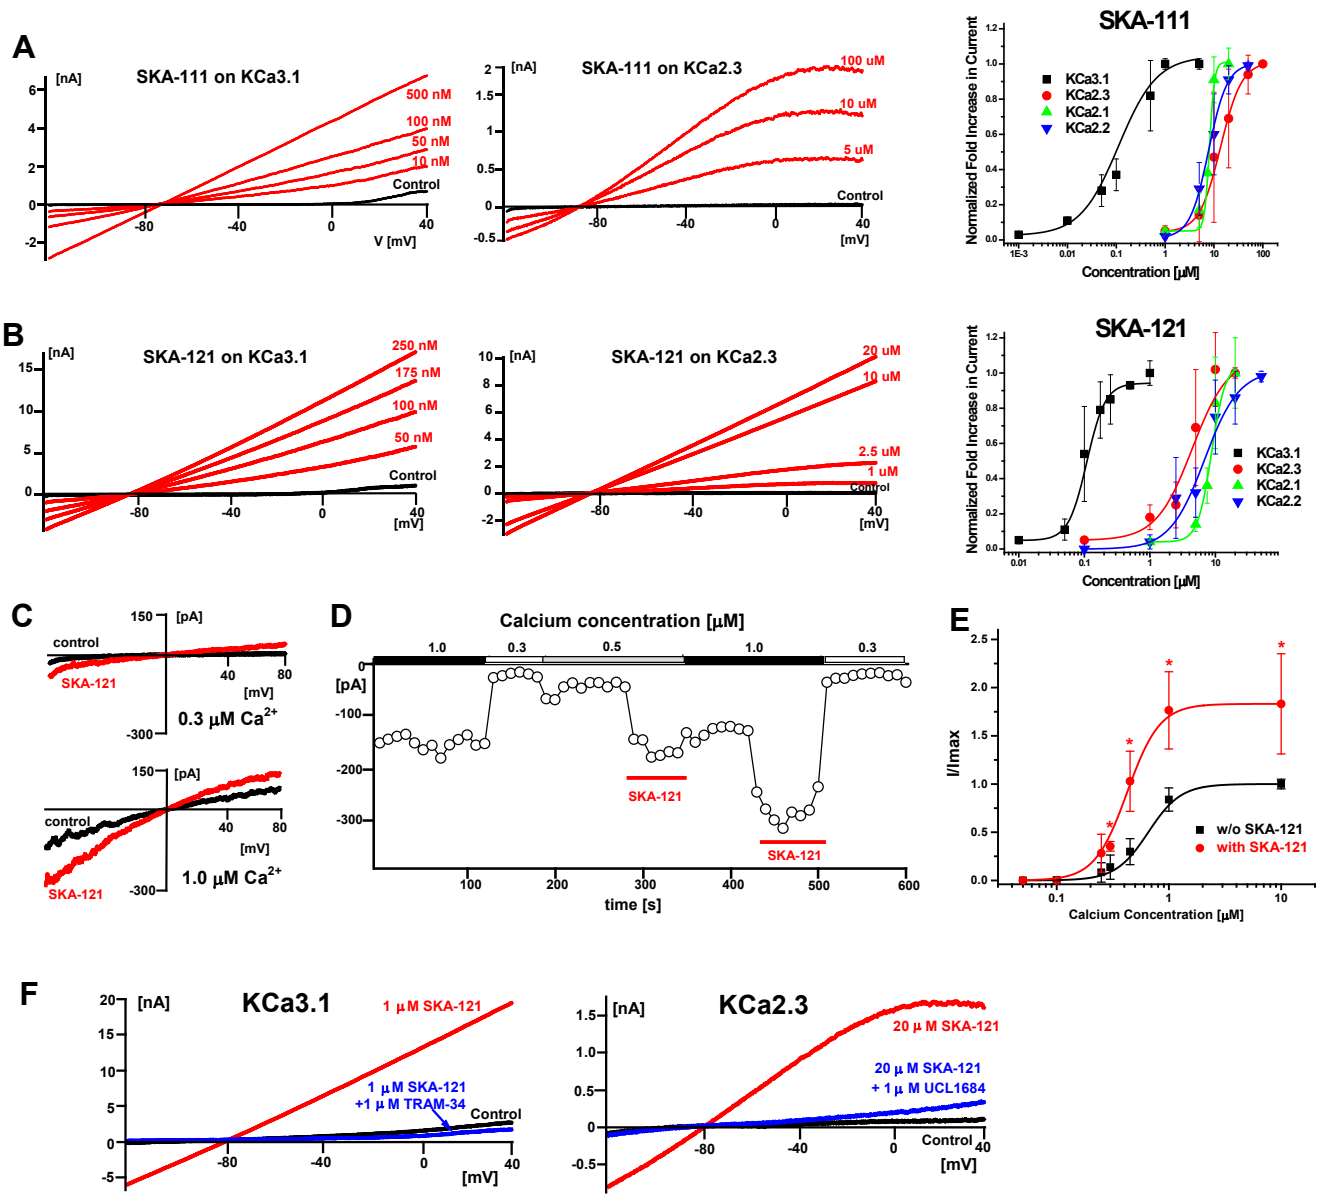 A
[nA]
SKA-111 on KCa3.1
6
4
2
0
-2
500 nM
100 nM
50 nM
10 nM
Control
-80
-40
0
40
V [mV]
[nA]
SKA-111 on KCa2.3
2
1.5
1
0.5
0
-0.5
100 uM
10 uM
5 uM
Control
-80
-40
0
40
[mV]
SKA-111
Normalized Fold Increase in Current
1.2
1.0
0.8
0.6
0.4
0.2
0.0
KCa3.1
KCa2.3
KCa2.1
KCa2.2
1E-3
0.01
0.1
1
10
100
Concentration [µM]
B
[nA]
SKA-121 on KCa3.1
15
10
5
0
250 nM
175 nM
100 nM
50 nM
Control
-80
-40
0
40
[mV]
[nA]
SKA-121 on KCa2.3
10
8
6
4
2
0
-2
20 uM
10 uM
2.5 uM
1 uM
Control
-80
-40
0
40
[mV]
SKA-121
Normalized Fold Increase in Current
1.2
1.0
0.8
0.6
0.4
0.2
0.0
KCa3.1
KCa2.3
KCa2.1
KCa2.2
0.01
0.1
1
10
Concentration [µM]
C
150
[pA]
control
SKA-121
40
80
[mV]
-300
0.3 µM Ca2+
150
[pA]
control
SKA-121
40
80
[mV]
-300
1.0 µM Ca2+
D
Calcium concentration [µM]
1.0
0.3
0.5
1.0
0.3
0
[pA]
-100
-200
-300
SKA-121
SKA-121
100
200
300
400
500
600
time [s]
E
I/Imax
2.5
2.0
1.5
1.0
0.5
0.0
*
*
*
*
*
w/o SKA-121
with SKA-121
0.1
1
10
Calcium Concentration [µM]
F
[nA]
KCa3.1
20
15
10
5
0
-5
1 µM SKA-121
1 µM SKA-121
+1 µM TRAM-34
Control
-80
-40
0
40
[mV]
[nA]
KCa2.3
1.5
1.0
0.5
0
-0.5
20 µM SKA-121
20 µM SKA-121
+ 1 µM UCL1684
Control
-80
-40
0
40
[mV]